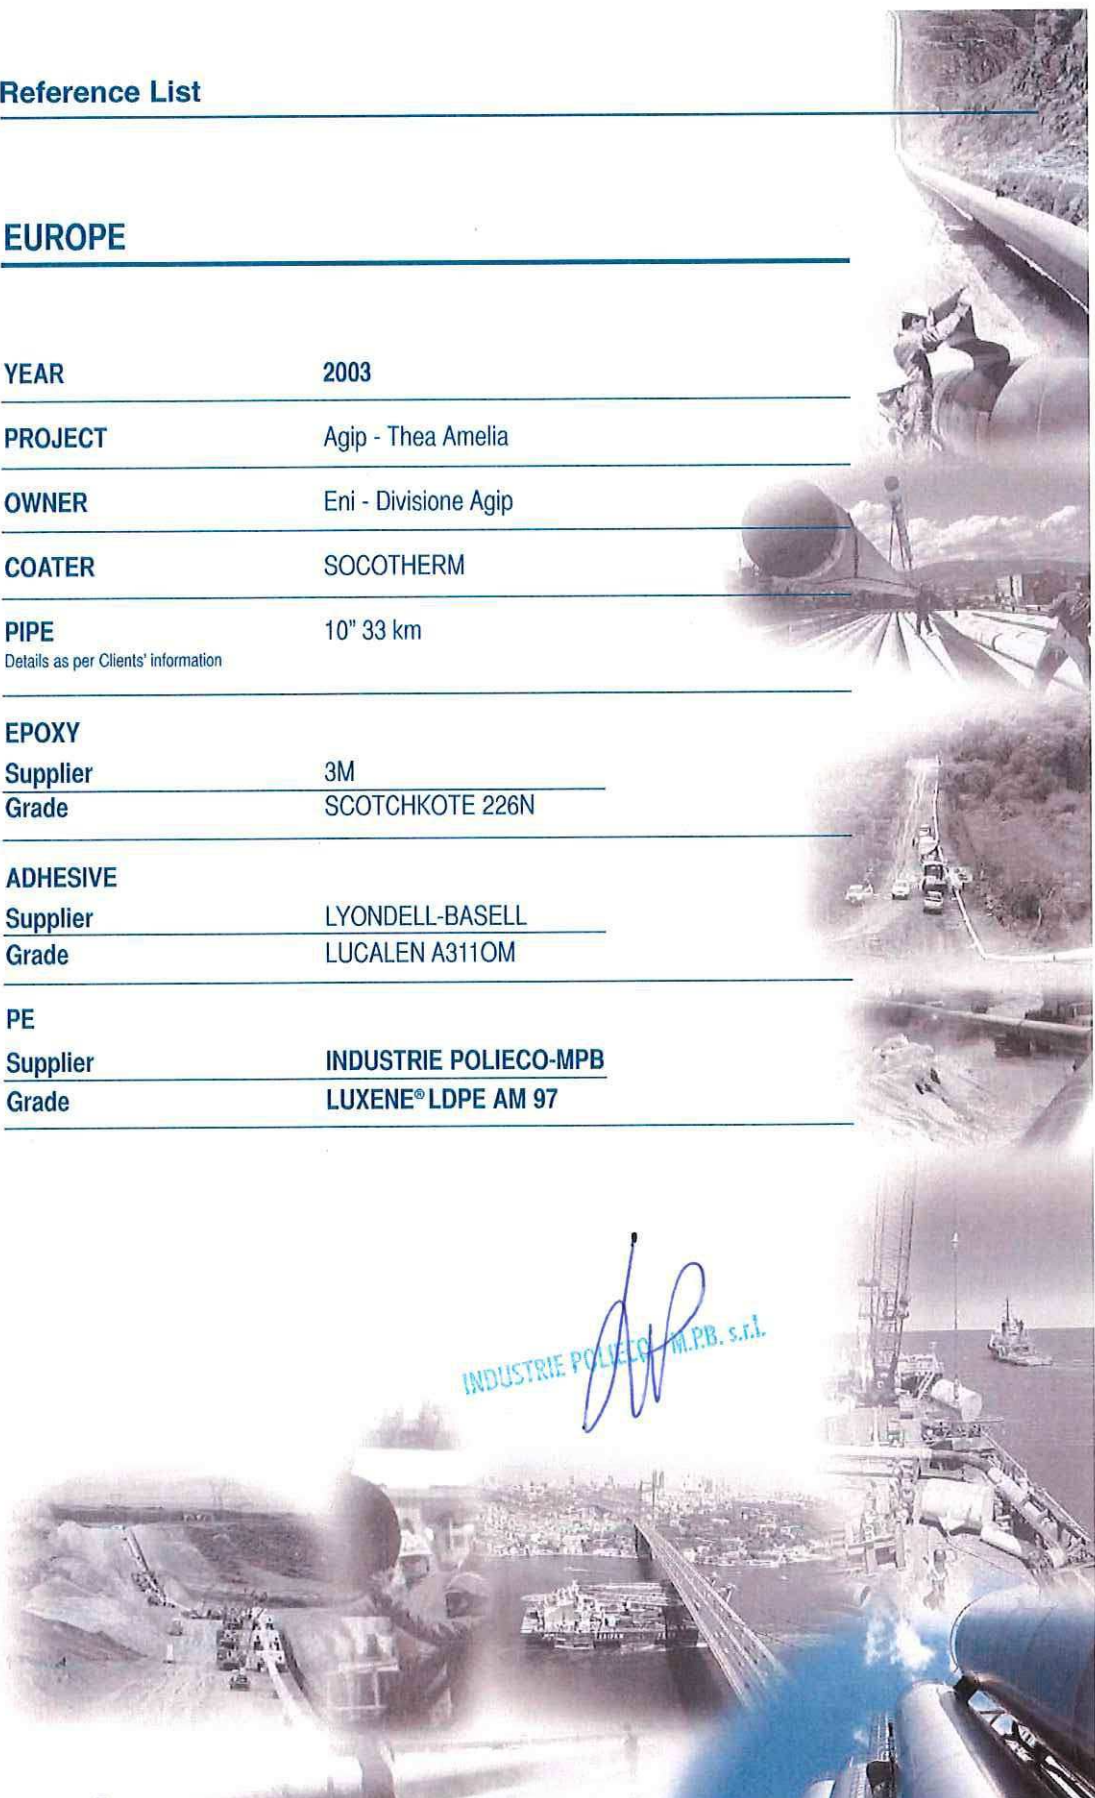 Reference List
EUROPE
YEAR 2003
PROJECT Agip - Thea Amelia
OWNER Eni - Divisione Agip
COATER SOCOTHERM
PIPE 10" 33 km
Details as per Clients' information
EPOXY
Supplier 3M
Grade SCOTCHKOTE 226N
ADHESIVE
Supplier LYONDELL-BASELL
Grade LUCALEN A311OM
PE
Supplier INDUSTRIE POLIECO-MPB
Grade LUXENE® LDPE AM 97
INDUSTRIE POLIECO M.P.B. s.r.l.